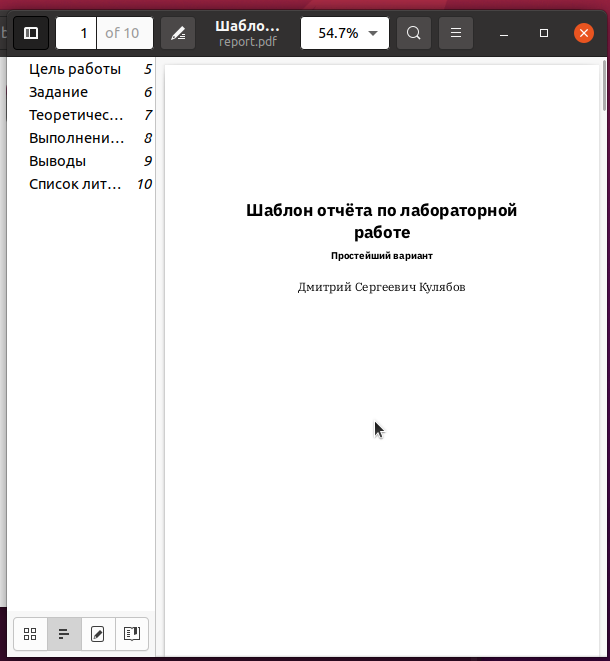 1 of 10
Шабло…
report.pdf
54.7%
Цель работы 5
Задание 6
Теоретичес… 7
Выполнени… 8
Выводы 9
Список лит… 10
Шаблон отчёта по лабораторной
работе
Простейший вариант
Дмитрий Сергеевич Кулябов